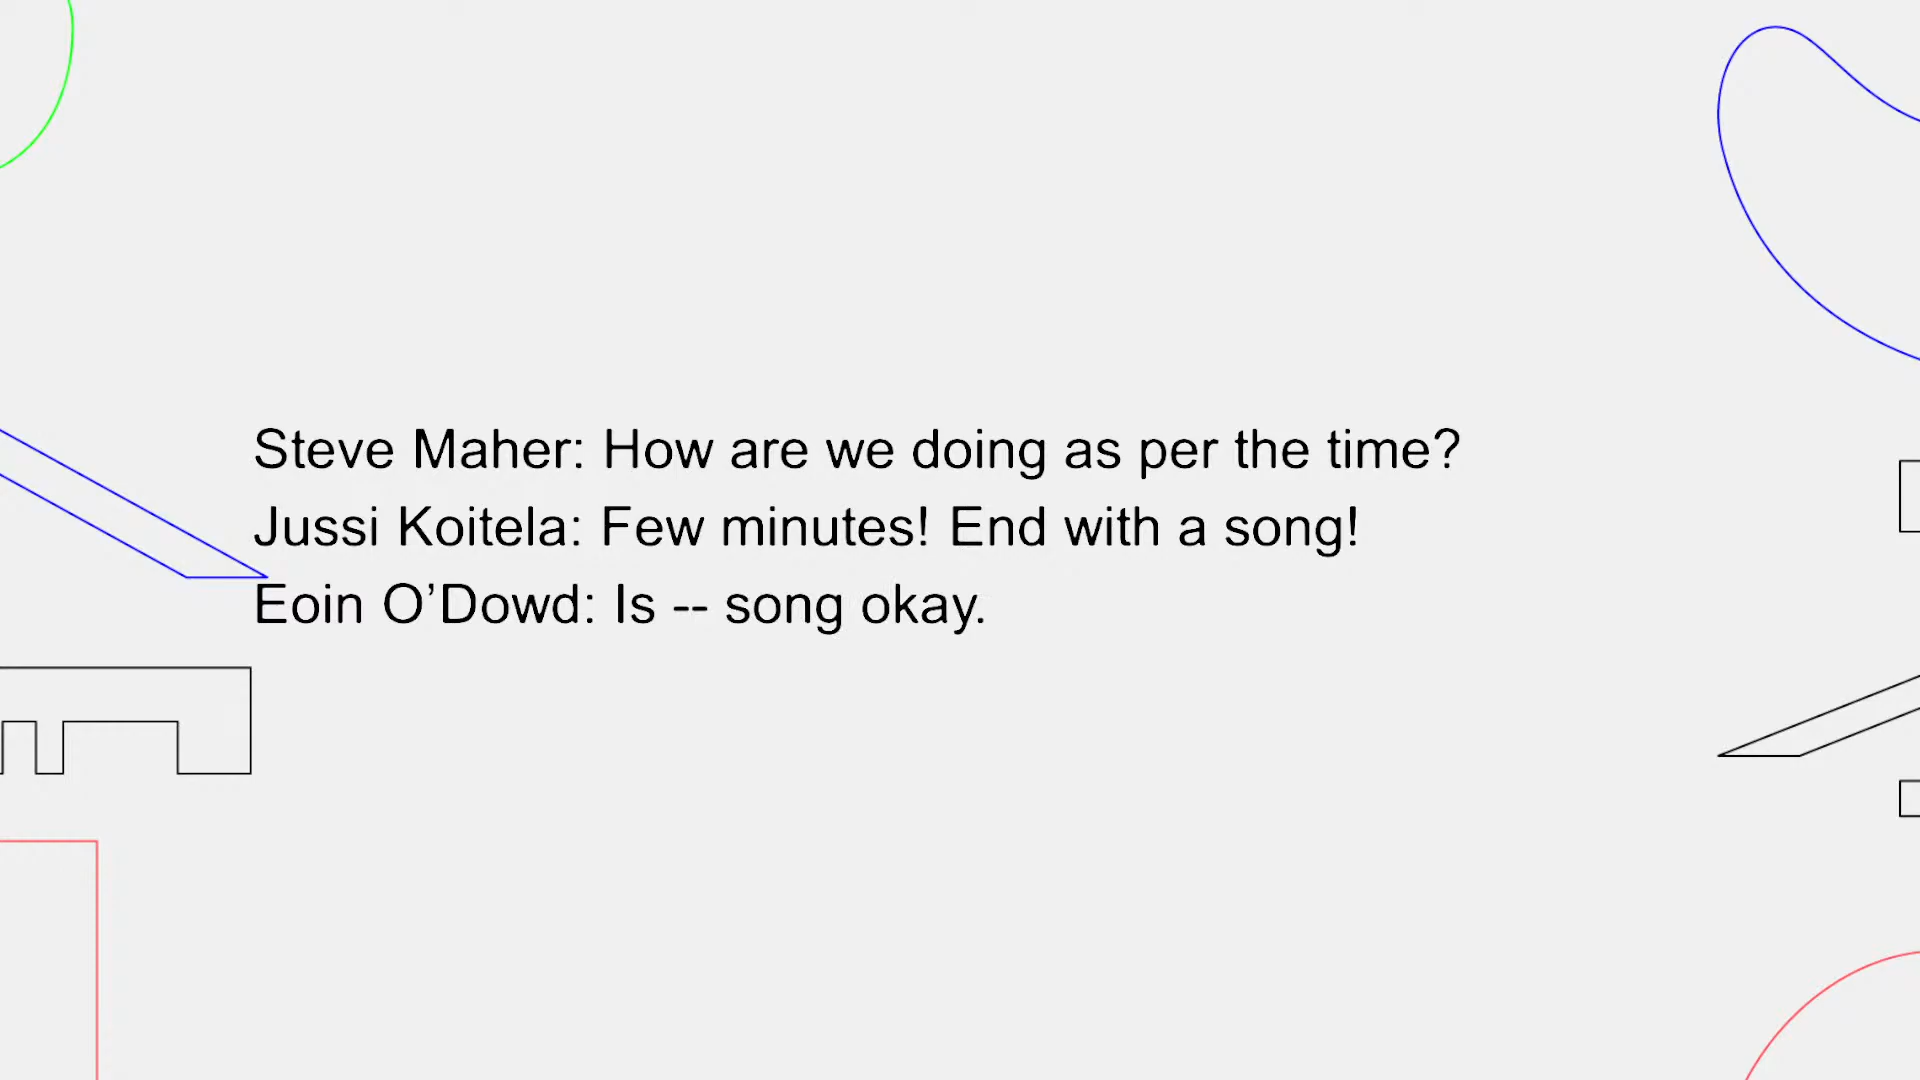 Steve Maher: How are we doing as per the time?
Jussi Koitela: Few minutes! End with a song!
Eoin O’Dowd: Is -- song okay.